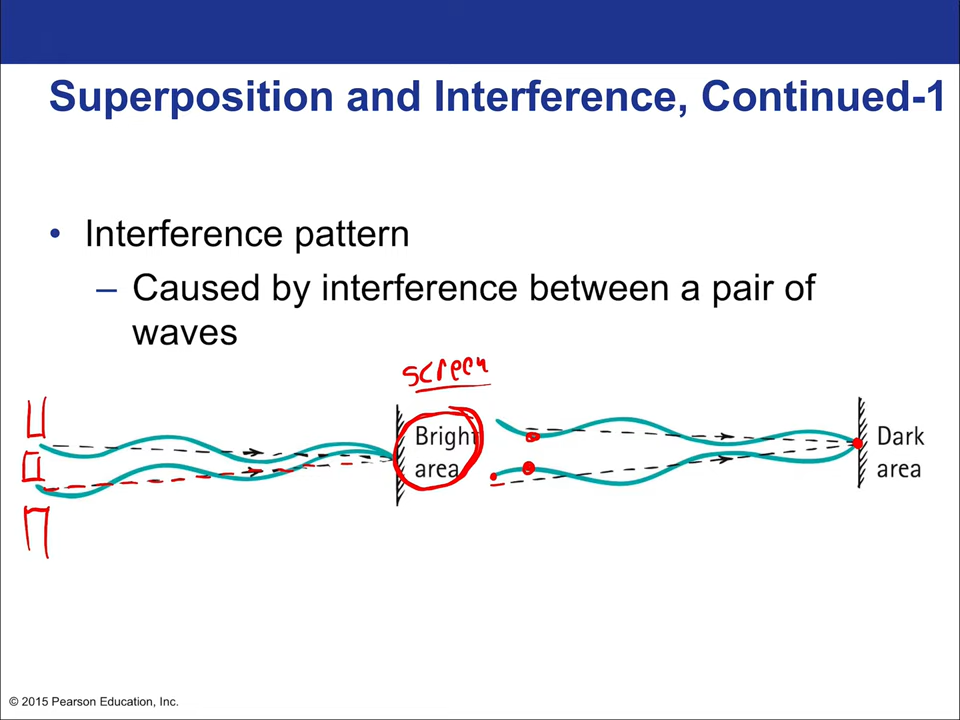 Superposition and Interference, Continued-1
• Interference pattern
– Caused by interference between a pair of
waves
screen
Bright
area
Dark
area
© 2015 Pearson Education, Inc.